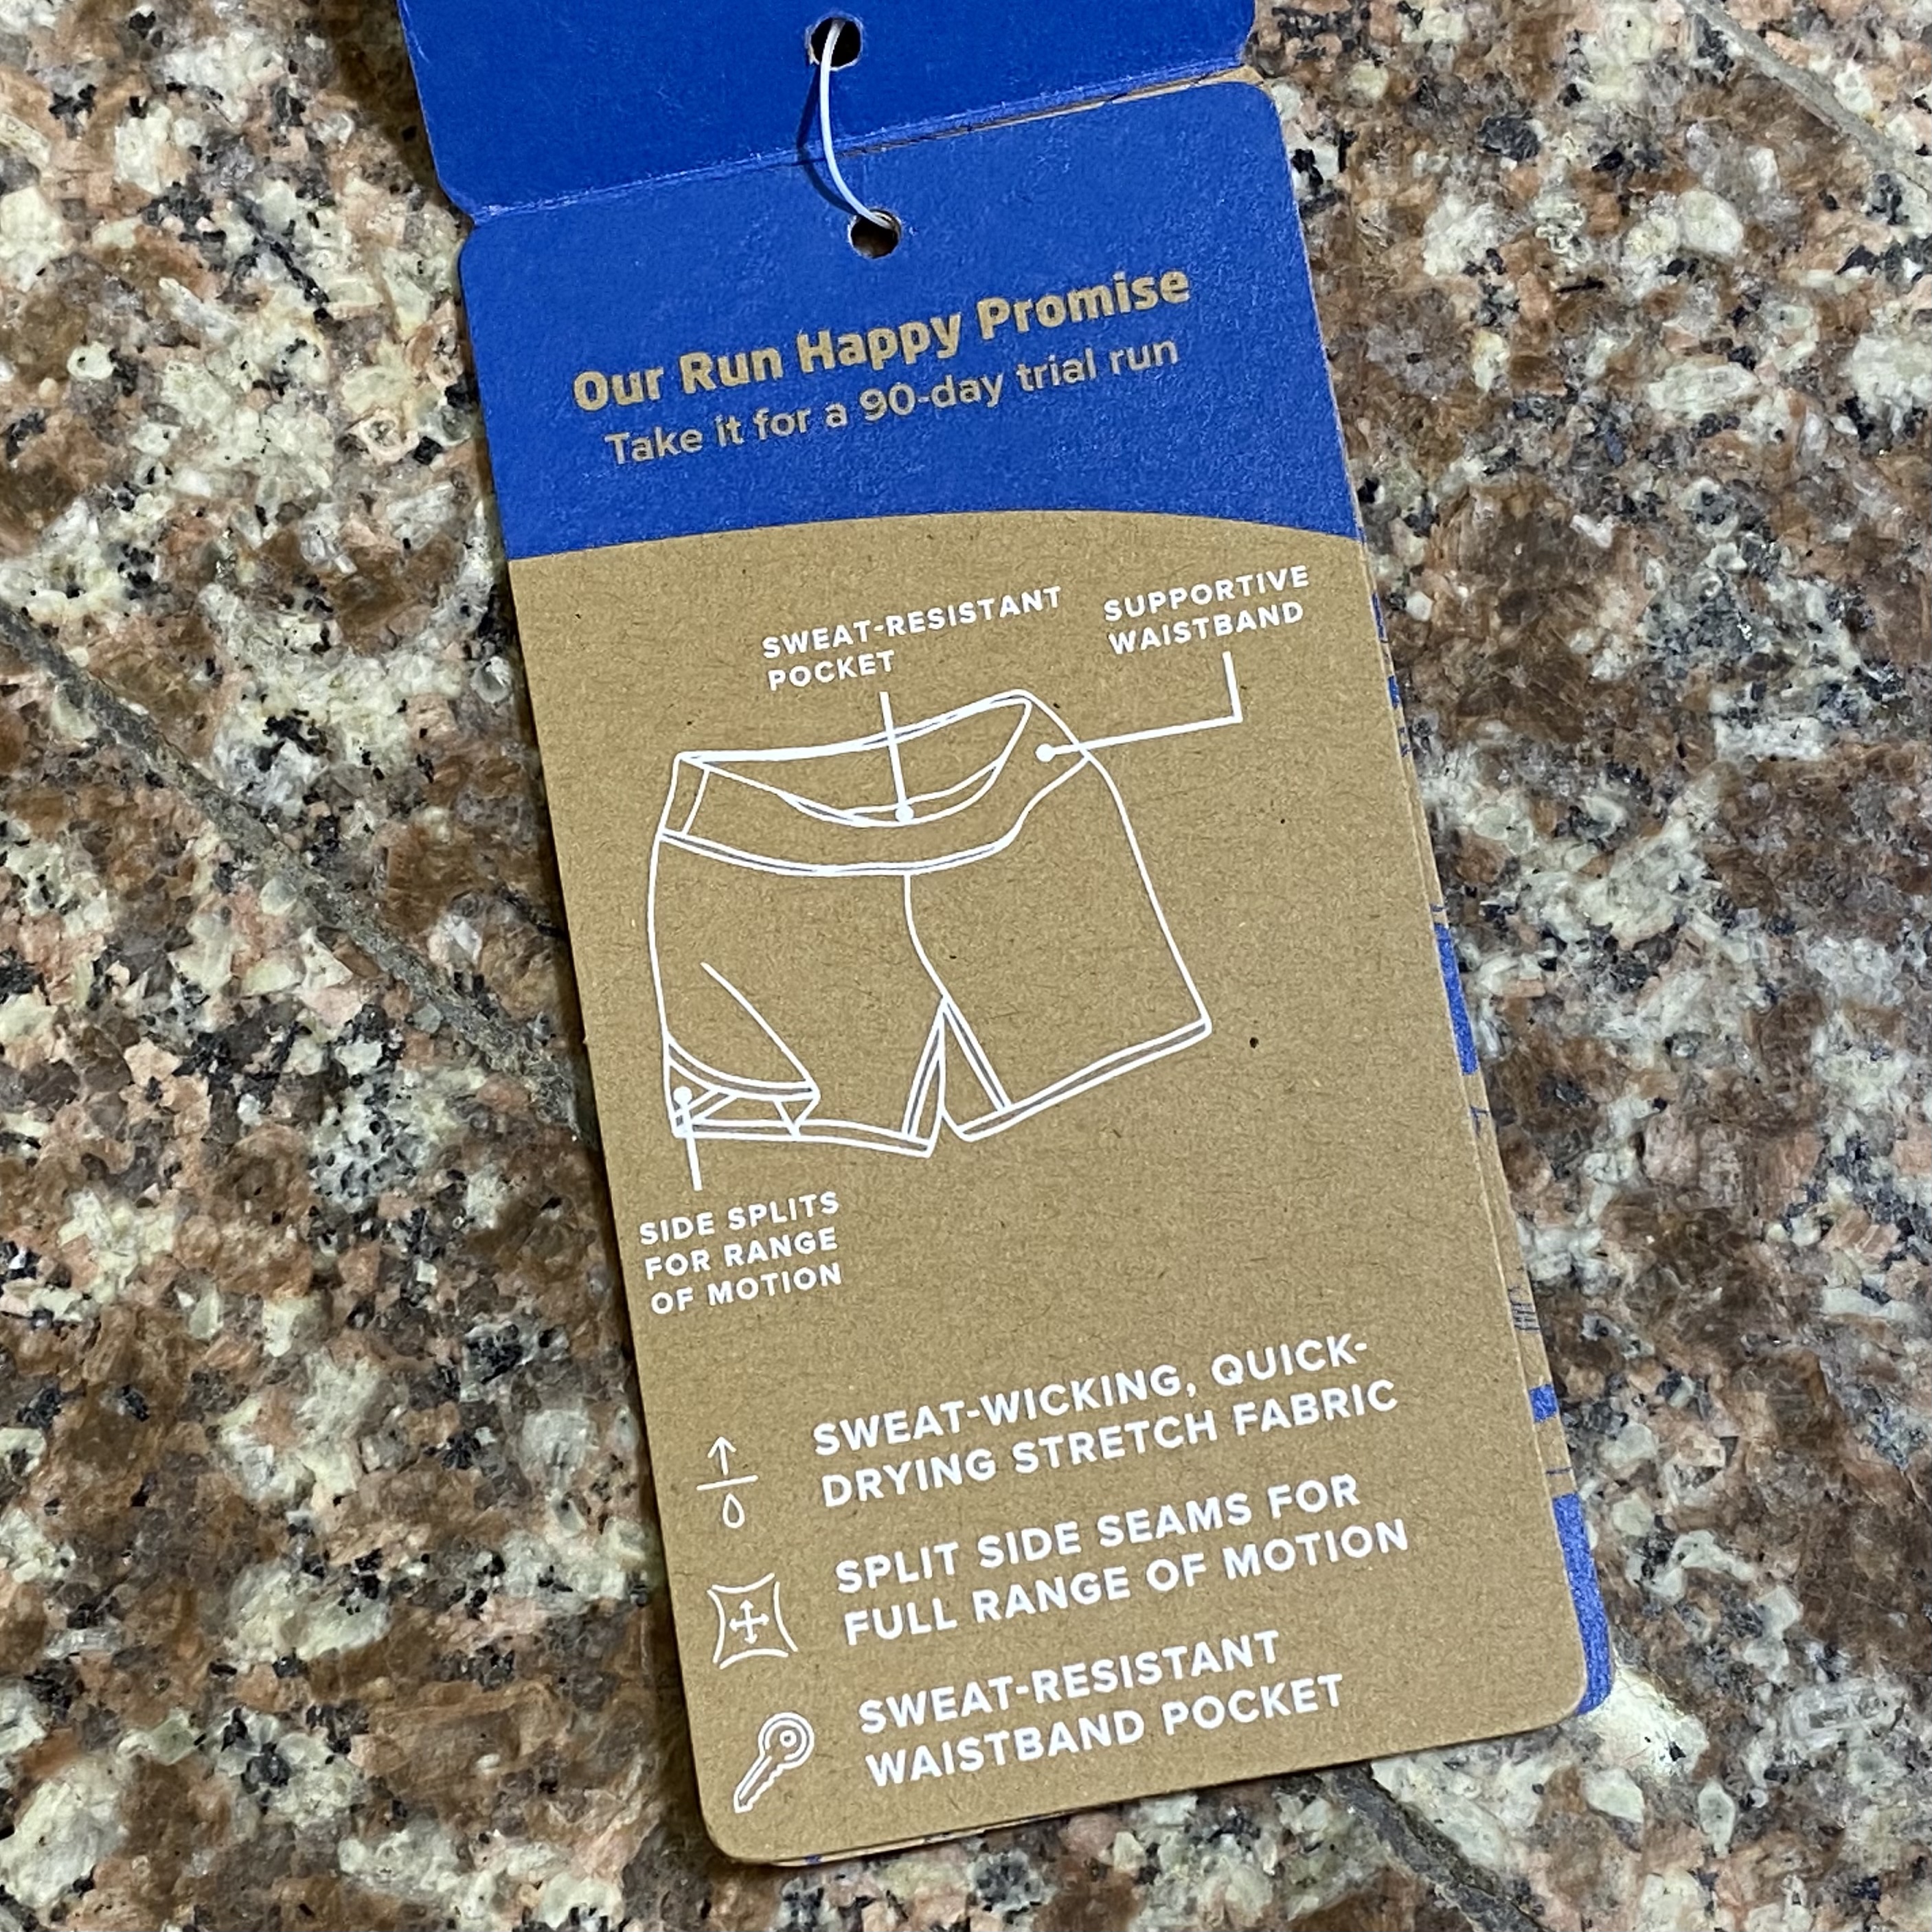 Our Run Happy Promise
Take it for a 90-day trial run
SWEAT-RESISTANT
POCKET
SUPPORTIVE
WAISTBAND
SIDE SPLITS
FOR RANGE
OF MOTION
SWEAT-WICKING, QUICK-
DRYING STRETCH FABRIC
SPLIT SIDE SEAMS FOR
FULL RANGE OF MOTION
SWEAT-RESISTANT
WAISTBAND POCKET